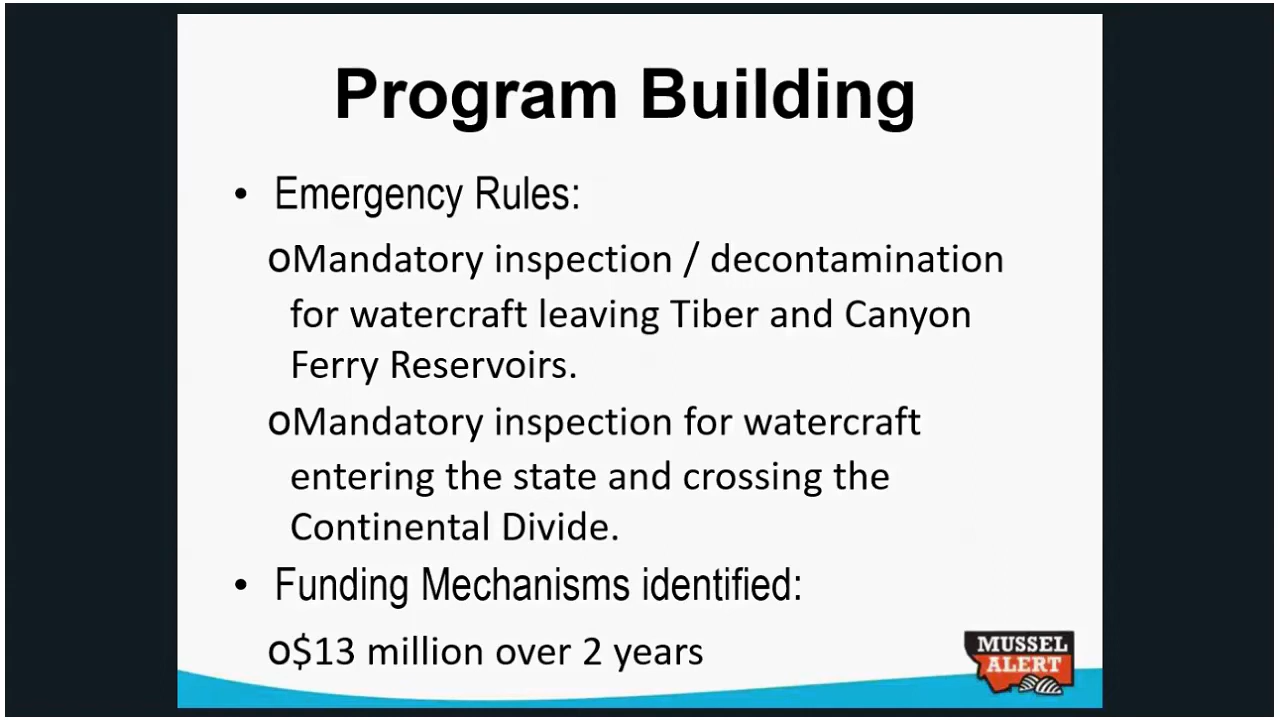 Program Building
• Emergency Rules:
oMandatory inspection / decontamination
for watercraft leaving Tiber and Canyon
Ferry Reservoirs.
oMandatory inspection for watercraft
entering the state and crossing the
Continental Divide.
• Funding Mechanisms identified:
o$13 million over 2 years
MUSSEL
ALERT